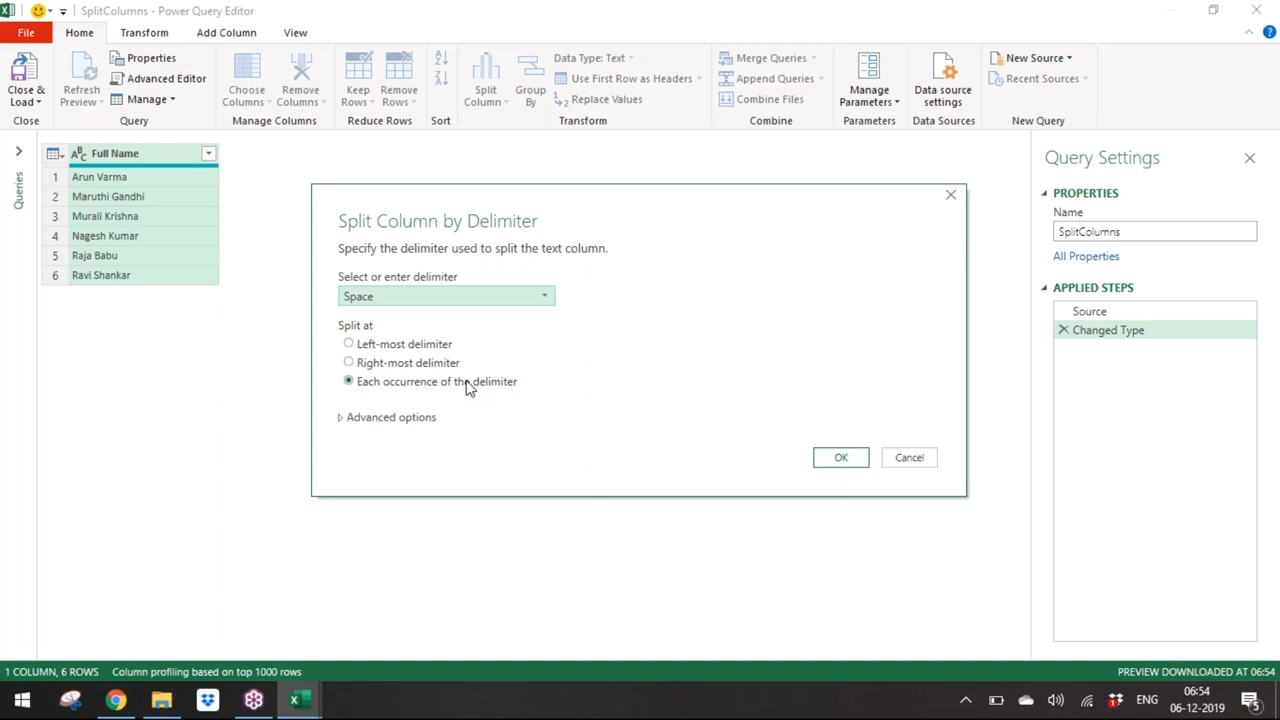 SplitColumns - Power Query Editor
File Home Transform Add Column View
Close & Load
Refresh Preview
Properties
Advanced Editor
Manage
Choose Columns
Remove Columns
Keep Rows
Remove Rows
Split Column
Group By
Data Type: Text
Use First Row as Headers
Replace Values
Merge Queries
Append Queries
Combine Files
Manage Parameters
Data source settings
New Source
Recent Sources
Close Query Manage Columns Reduce Rows Sort Transform Combine Parameters Data Sources New Query
Queries
Full Name
1 Arun Varma
2 Maruthi Gandhi
3 Murali Krishna
4 Nagesh Kumar
5 Raja Babu
6 Ravi Shankar
Split Column by Delimiter
Specify the delimiter used to split the text column.
Select or enter delimiter
Space
Split at
Left-most delimiter
Right-most delimiter
Each occurrence of the delimiter
Advanced options
OK Cancel
Query Settings
PROPERTIES
Name
SplitColumns
All Properties
APPLIED STEPS
Source
Changed Type
1 COLUMN, 6 ROWS Column profiling based on top 1000 rows PREVIEW DOWNLOADED AT 06:54
ENG
06:54
06-12-2019
5